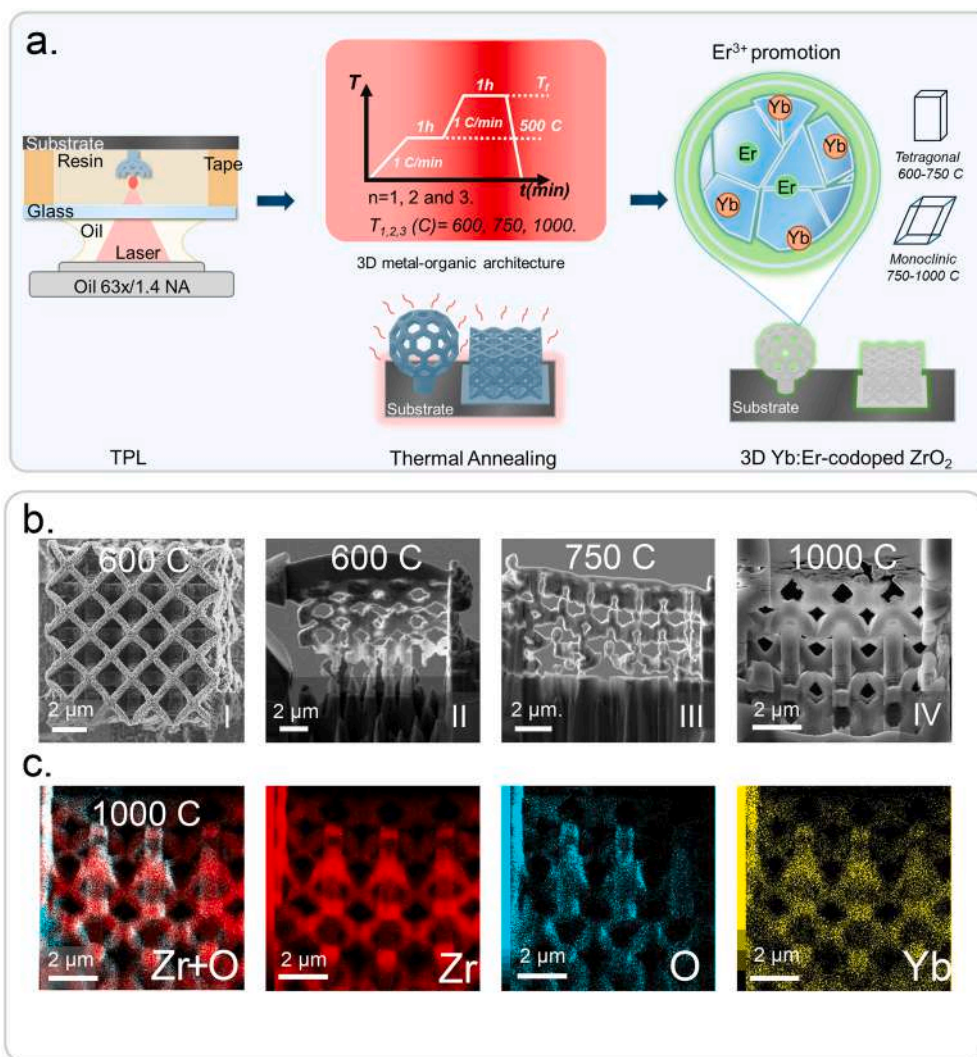 a.
Substrate
Resin
Tape
Glass
Oil
Laser
Oil 63x/1.4 NA
TPL
T
1h
1h
T_f
1 C/min
1 C/min
500 C
t(min)
n=1, 2 and 3.
T₁,₂,₃ (C)= 600, 750, 1000.
3D metal-organic architecture
Substrate
Thermal Annealing
Er³⁺ promotion
Yb
Er
Yb
Er
Yb
Yb
Tetragonal
600-750 C
Monoclinic
750-1000 C
Substrate
3D Yb:Er-codoped ZrO₂
b.
600 C
2 µm
I
600 C
2 µm
II
750 C
2 µm.
III
1000 C
2 µm
IV
c.
1000 C
2 µm
Zr+O
2 µm
Zr
2 µm
O
2 µm
Yb